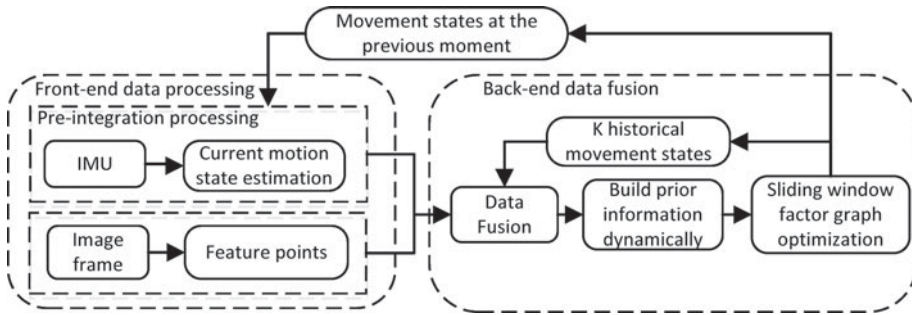 Movement states at the
previous moment
Front-end data processing
Back-end data fusion
Pre-integration processing
IMU
Current motion
state estimation
K historical
movement states
Data
Fusion
Build prior
information
dynamically
Sliding window
factor graph
optimization
Image
frame
Feature points